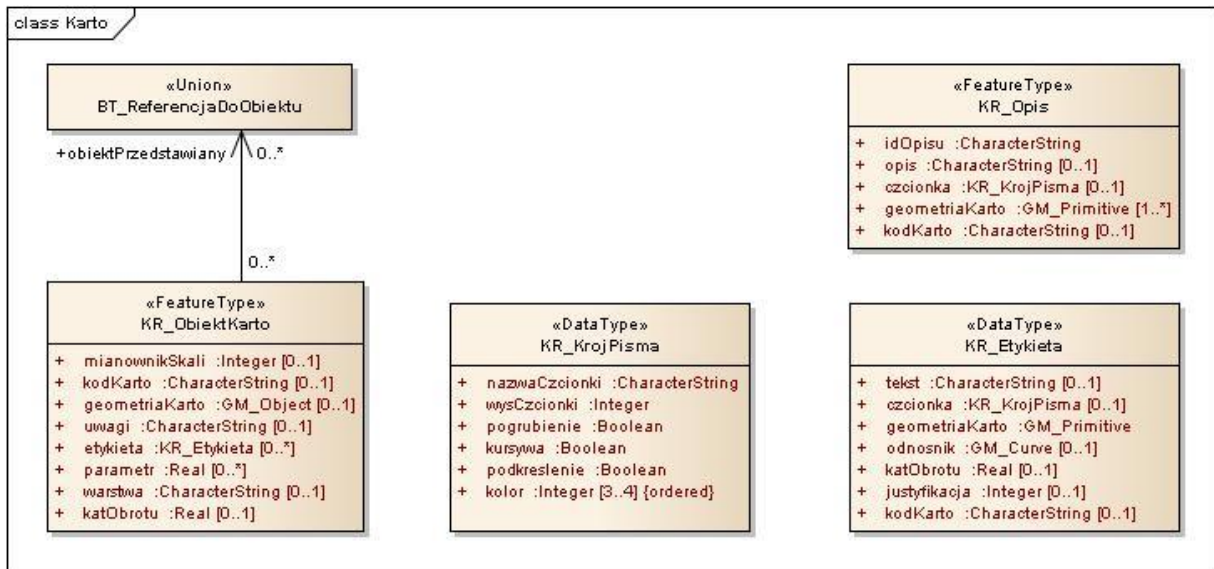 class Karto
«Union»
BT_ReferencjaDoObiektu
+obiektPrzedstawiany
0..*
0..*
«FeatureType»
KR_ObiektKarto
+ mianownikSkali :Integer [0..1]
+ kodKarto :CharacterString [0..1]
+ geometriaKarto :GM_Object [0..1]
+ uwagi :CharacterString [0..1]
+ etykieta :KR_Etykieta [0..*]
+ parametr :Real [0..*]
+ warstwa :CharacterString [0..1]
+ katObrotu :Real [0..1]
«DataType»
KR_KrojPisma
+ nazwaCzcionki :CharacterString
+ wysCzcionki :Integer
+ pogrubienie :Boolean
+ kursywa :Boolean
+ podkreslenie :Boolean
+ kolor :Integer [3..4] {ordered}
«FeatureType»
KR_Opis
+ idOpisu :CharacterString
+ opis :CharacterString [0..1]
+ czcionka :KR_KrojPisma [0..1]
+ geometriaKarto :GM_Primitive [1..*]
+ kodKarto :CharacterString [0..1]
«DataType»
KR_Etykieta
+ tekst :CharacterString [0..1]
+ czcionka :KR_KrojPisma [0..1]
+ geometriaKarto :GM_Primitive
+ odnosnik :GM_Curve [0..1]
+ katObrotu :Real [0..1]
+ justyfikacja :Integer [0..1]
+ kodKarto :CharacterString [0..1]